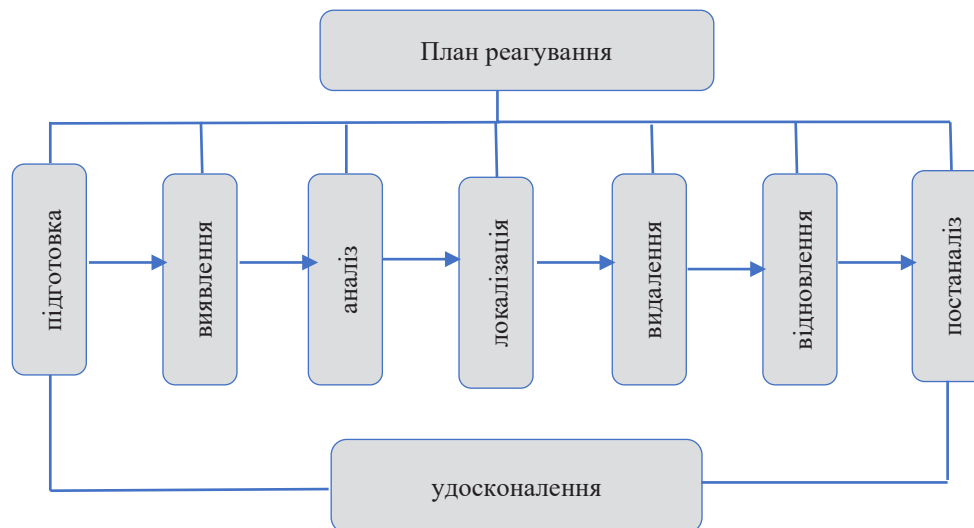 План реагування
підготовка
виявлення
аналіз
локалізація
видалення
відновлення
постаналіз
удосконалення